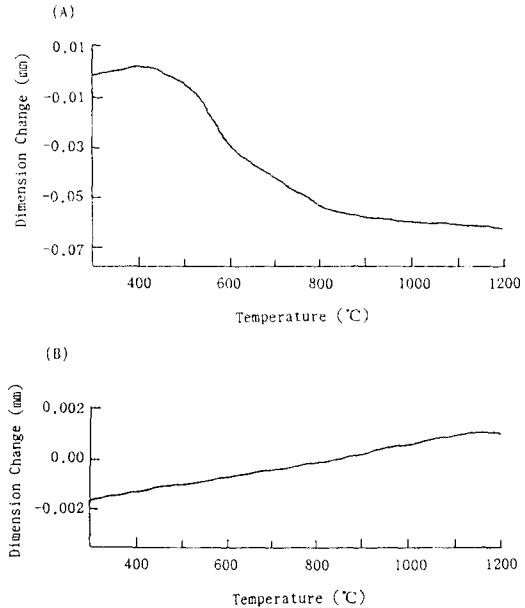 (A)
Dimension Change (mm)
0.01
-0.01
-0.03
-0.05
-0.07
400 600 800 1000 1200
Temperature (℃)
(B)
Dimension Change (mm)
0.002
0.00
-0.002
400 600 800 1000 1200
Temperature (℃)